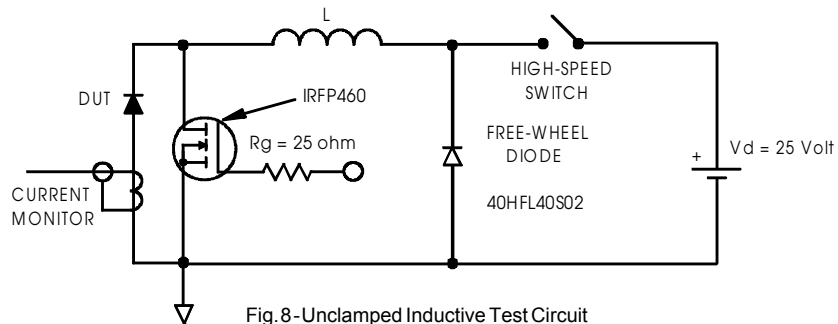 L
DUT
IRFP460
HIGH-SPEED
SWITCH
Rg = 25 ohm
FREE-WHEEL
DIODE
+
Vd = 25 Volt
CURRENT
MONITOR
40HFL40S02
Fig. 8 - Unclamped Inductive Test Circuit